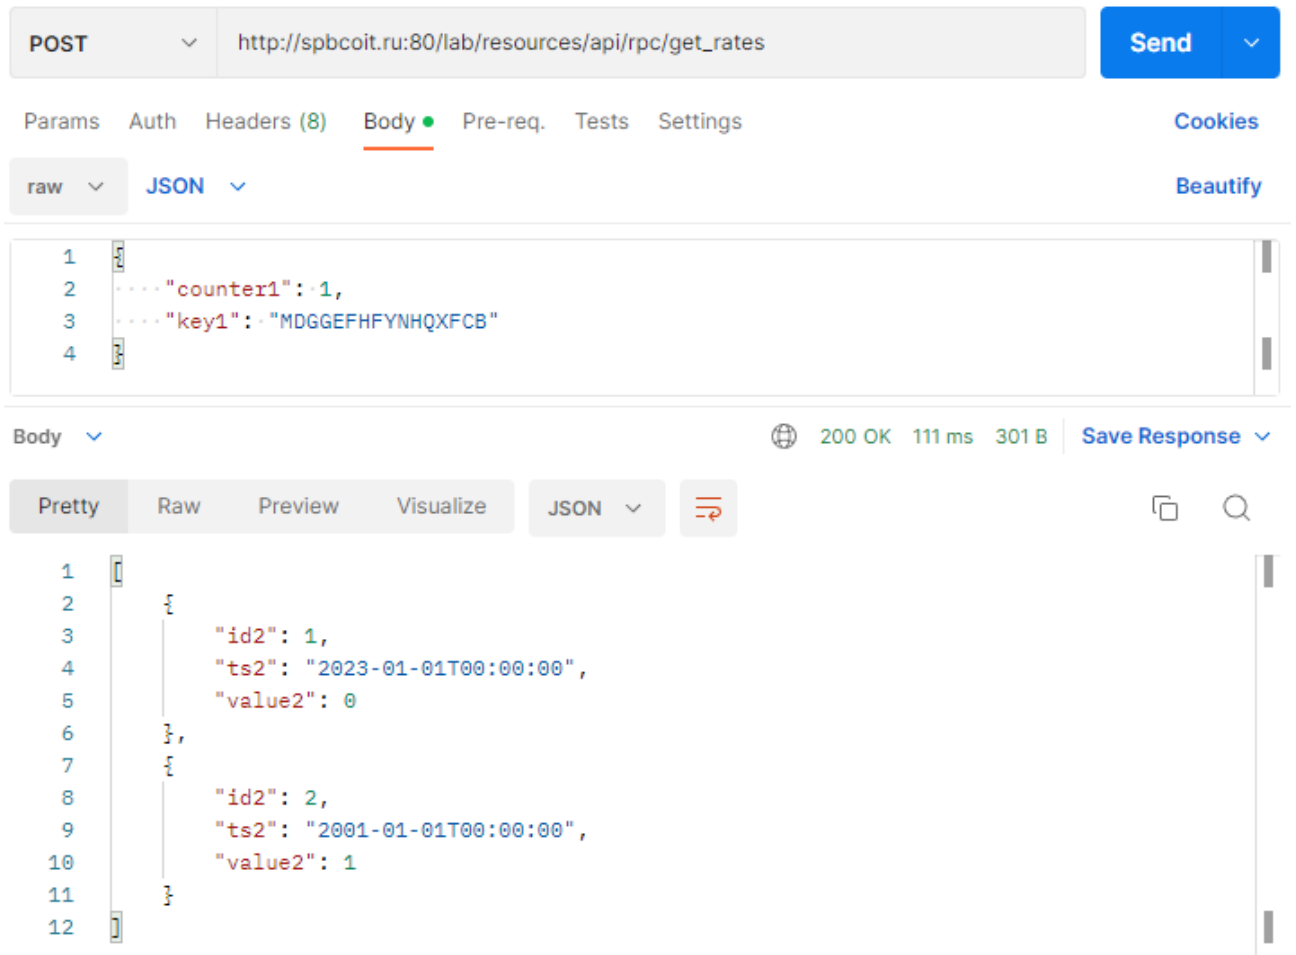 POST http://spbcoit.ru:80/lab/resources/api/rpc/get_rates Send
Params Auth Headers (8) Body Pre-req. Tests Settings Cookies
raw JSON Beautify
1 {
2 "counter1": 1,
3 "key1": "MDGGEFHFYNHQXFCB"
4 }
Body 200 OK 111 ms 301 B Save Response
Pretty Raw Preview Visualize JSON
1 [
2 {
3 "id2": 1,
4 "ts2": "2023-01-01T00:00:00",
5 "value2": 0
6 },
7 {
8 "id2": 2,
9 "ts2": "2001-01-01T00:00:00",
10 "value2": 1
11 }
12 ]